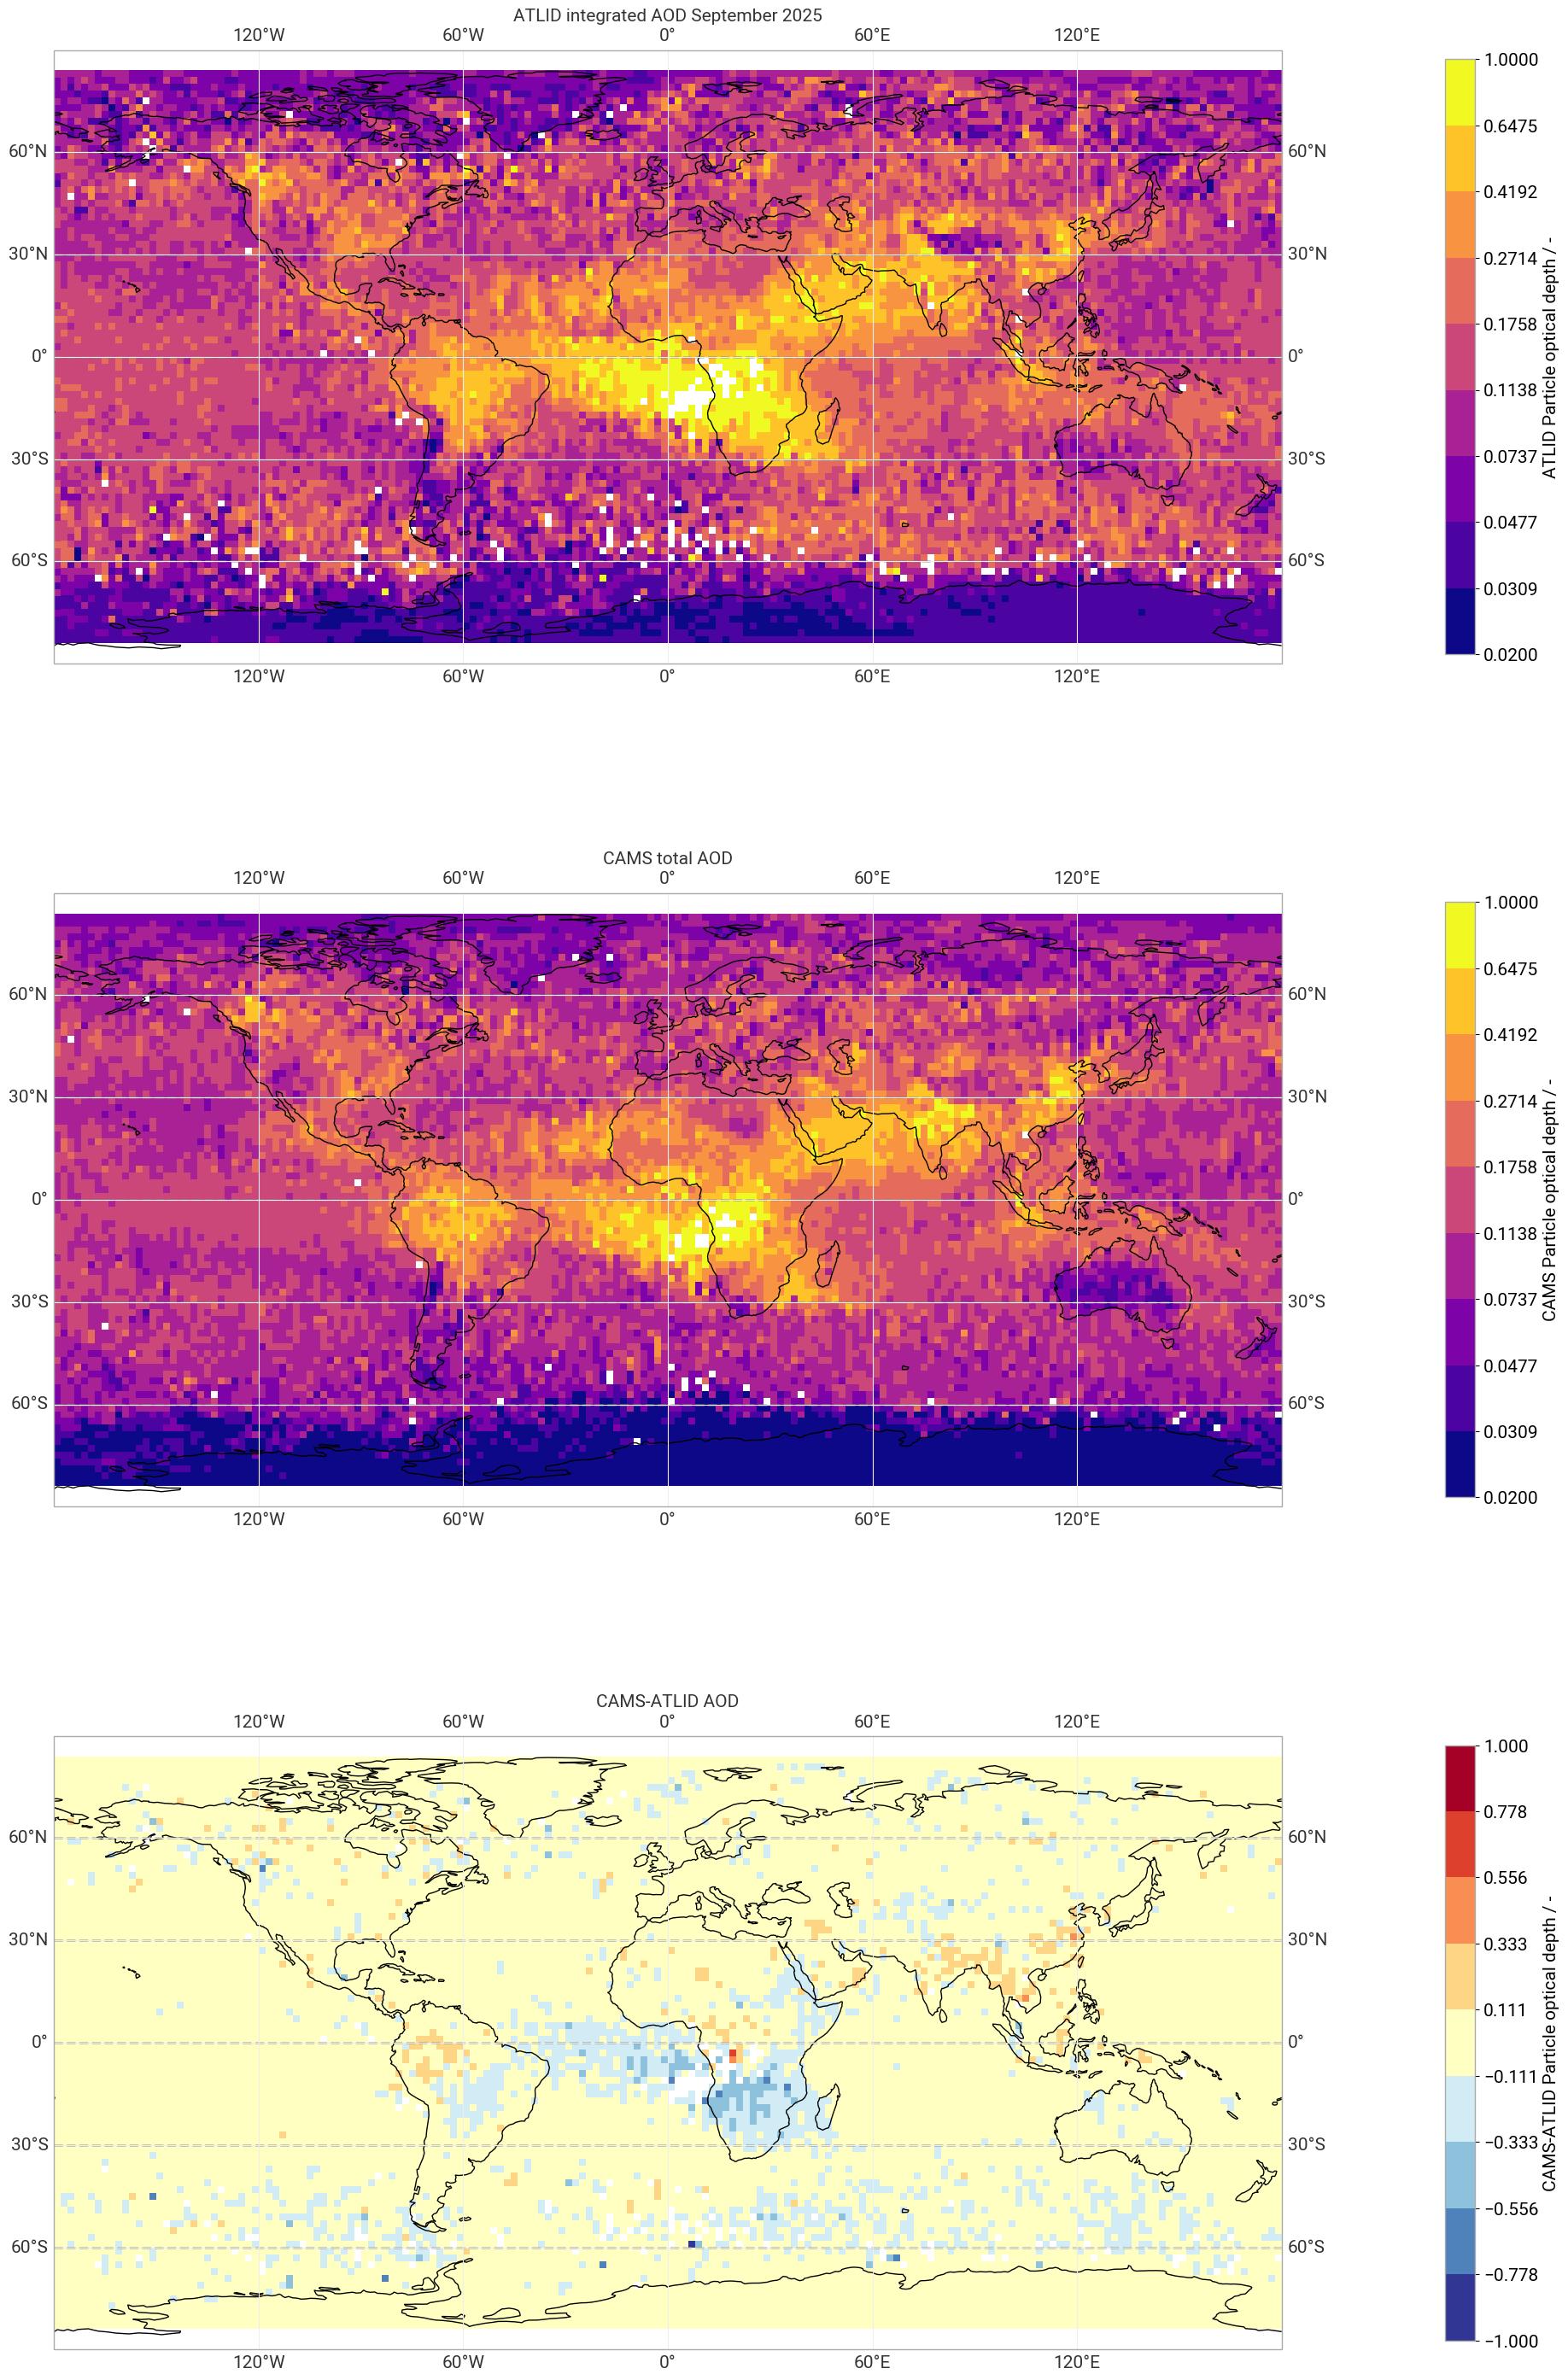 ATLID integrated AOD September 2025
120°W 60°W 0° 60°E 120°E
60°N 60°N
30°N 30°N
0° 0°
30°S 30°S
60°S 60°S
120°W 60°W 0° 60°E 120°E
1.0000
0.6475
0.4192
0.2714
0.1758
0.1138
0.0737
0.0477
0.0309
0.0200
ATLID Particle optical depth / -
CAMS total AOD
120°W 60°W 0° 60°E 120°E
60°N 60°N
30°N 30°N
0° 0°
30°S 30°S
60°S 60°S
120°W 60°W 0° 60°E 120°E
1.0000
0.6475
0.4192
0.2714
0.1758
0.1138
0.0737
0.0477
0.0309
0.0200
CAMS Particle optical depth / -
CAMS-ATLID AOD
120°W 60°W 0° 60°E 120°E
60°N 60°N
30°N 30°N
0° 0°
30°S 30°S
60°S 60°S
120°W 60°W 0° 60°E 120°E
1.000
0.778
0.556
0.333
0.111
−0.111
−0.333
−0.556
−0.778
−1.000
CAMS-ATLID Particle optical depth / -